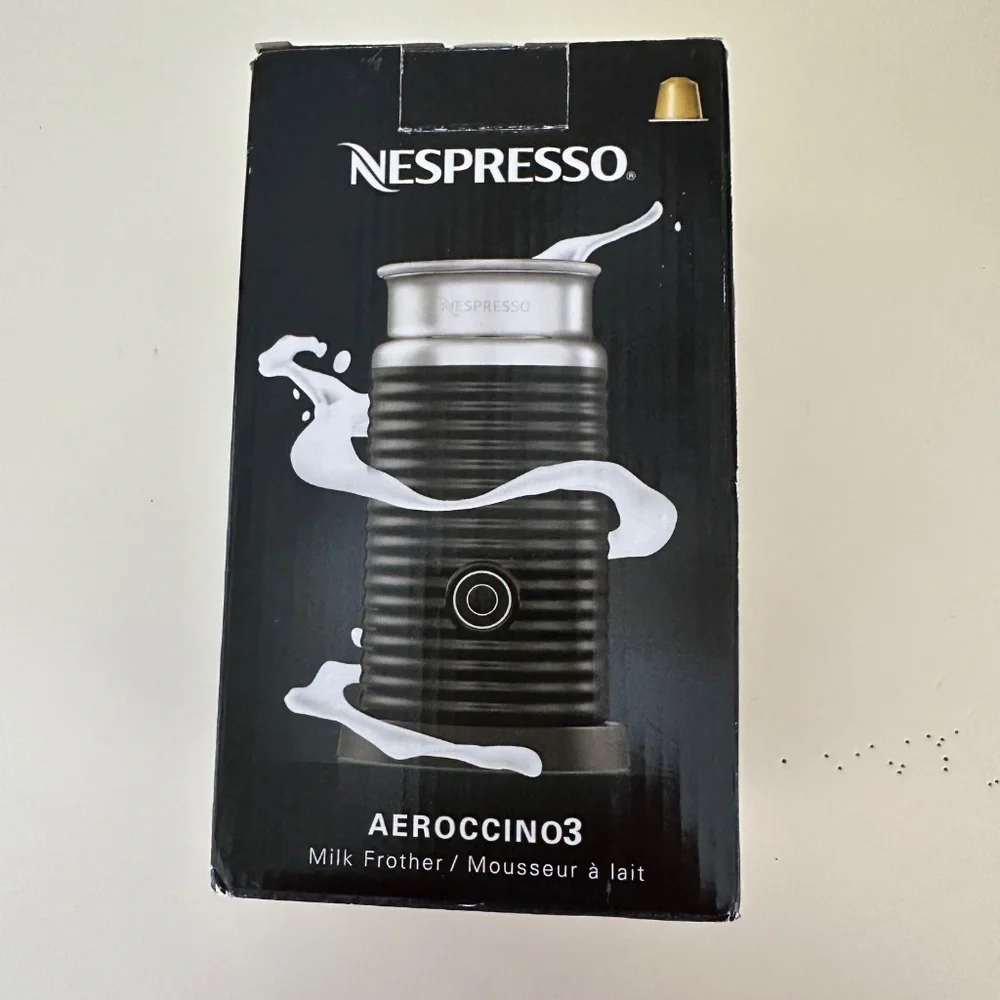 NESPRESSO®
NESPRESSO
AEROCCINO3
Milk Frother / Mousseur à lait